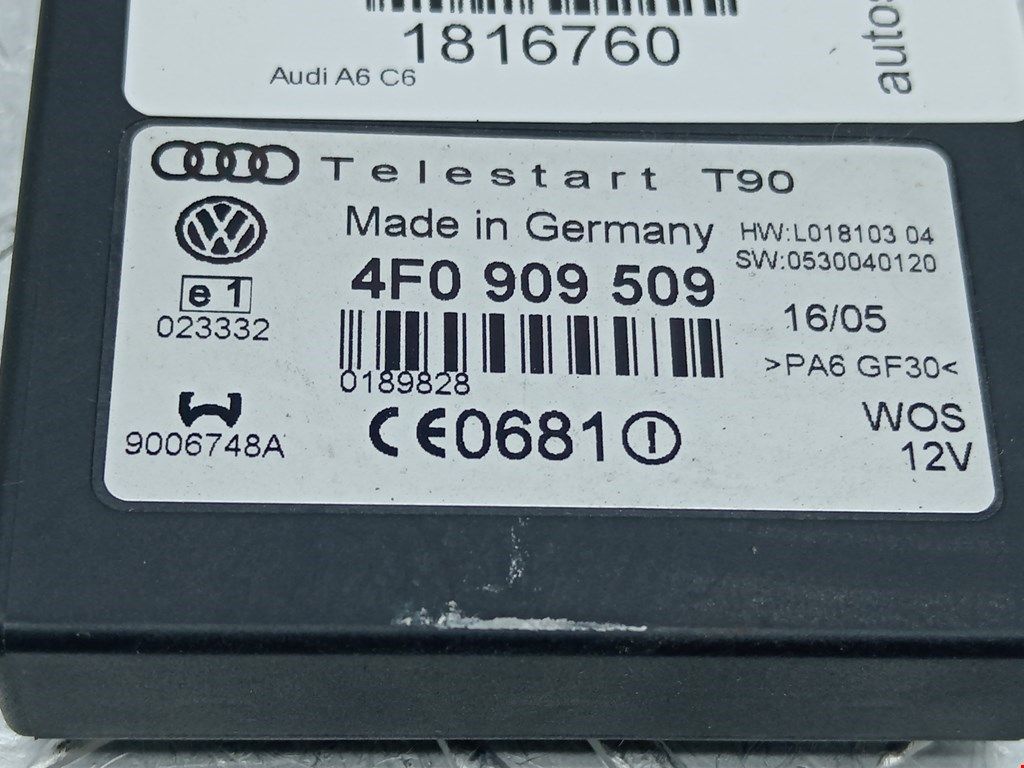 1816760
Audi A6 C6
autos
Telestart T90
Made in Germany
HW:L018103 04
SW:0530040120
4F0 909 509
e 1
023332
16/05
0189828
>PA6 GF30<
9006748A
CE0681
WOS
12V